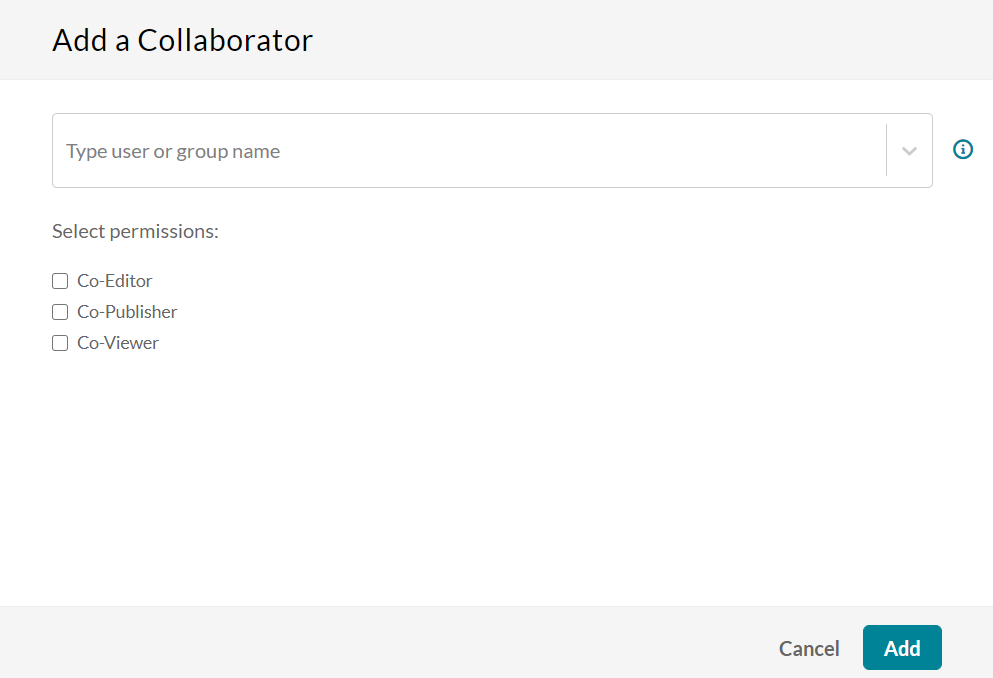 Add a Collaborator
Type user or group name
Select permissions:
Co-Editor
Co-Publisher
Co-Viewer
Cancel
Add